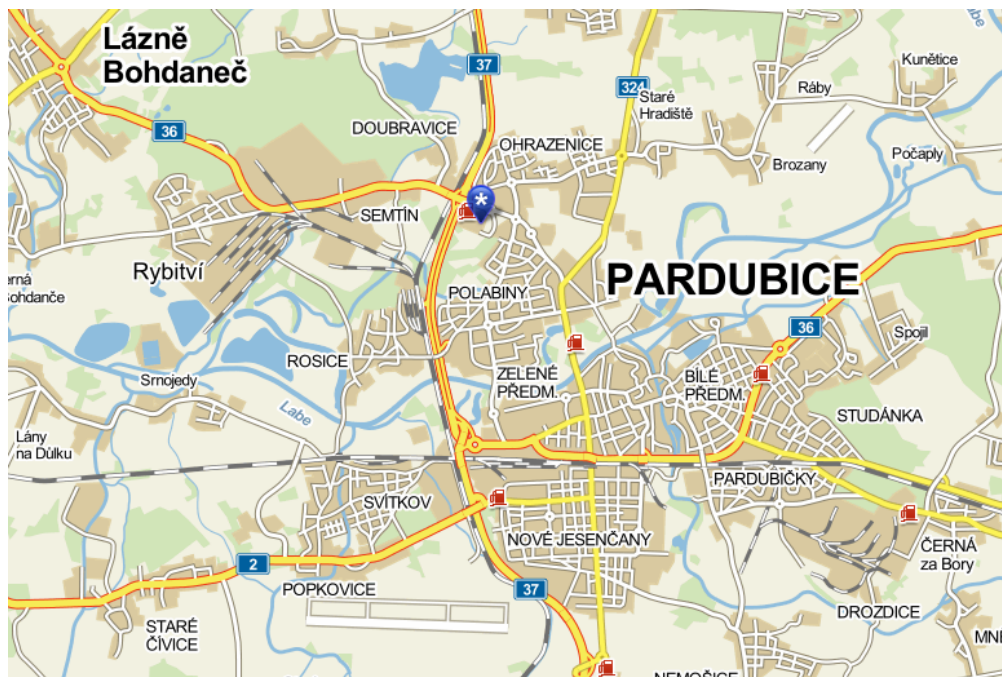 Lázně
Bohdaneč
37
Kunětice
324
Staré
Hradiště
Ráby
36
DOUBRAVICE
OHRAZENICE
Počaply
Brozany
*
SEMTÍN
Rybitví
PARDUBICE
erná
Bohdanče
POLABINY
36
Spojil
ROSICE
Srnojedy
ZELENÉ
PŘEDM.
BÍLÉ
PŘEDM.
Labe
STUDÁNKA
Lány
na Důlku
PARDUBIČKY
SVÍTKOV
NOVÉ JESENČANY
ČERNÁ
za Bory
2
POPKOVICE
37
DROZDICE
STARÉ
ČÍVICE
MNĚ
NEMOŠICE